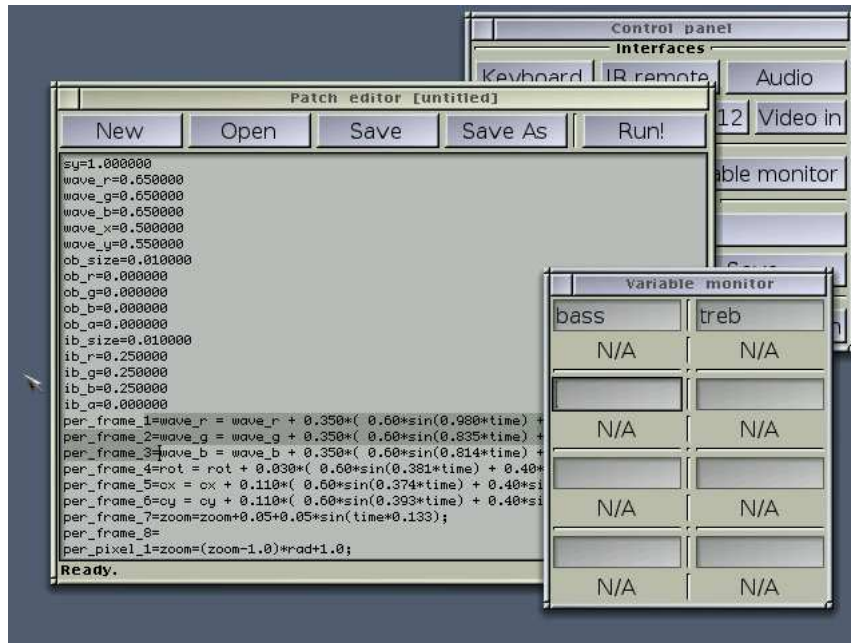 Control panel
Interfaces
Keyboard IR remote Audio
12 Video in
able monitor
Patch editor [untitled]
New Open Save Save As Run!
sy=1.000000
wave_r=0.650000
wave_g=0.650000
wave_b=0.650000
wave_x=0.500000
wave_y=0.550000
ob_size=0.010000
ob_r=0.000000
ob_g=0.000000
ob_b=0.000000
ob_a=0.000000
ib_size=0.010000
ib_r=0.250000
ib_g=0.250000
ib_b=0.250000
ib_a=0.000000
per_frame_1=wave_r = wave_r + 0.350*( 0.60*sin(0.980*time) +
per_frame_2=wave_g = wave_g + 0.350*( 0.60*sin(0.835*time) +
per_frame_3=wave_b = wave_b + 0.350*( 0.60*sin(0.814*time) +
per_frame_4=rot = rot + 0.030*( 0.60*sin(0.381*time) + 0.40*
per_frame_5=cx = cx + 0.110*( 0.60*sin(0.374*time) + 0.40*si
per_frame_6=cy = cy + 0.110*( 0.60*sin(0.393*time) + 0.40*si
per_frame_7=zoom=zoom+0.05+0.05*sin(time*0.133);
per_frame_8=
per_pixel_1=zoom=(zoom-1.0)*rad+1.0;
Ready.
Variable monitor
bass treb
N/A N/A
N/A N/A
N/A N/A
N/A N/A